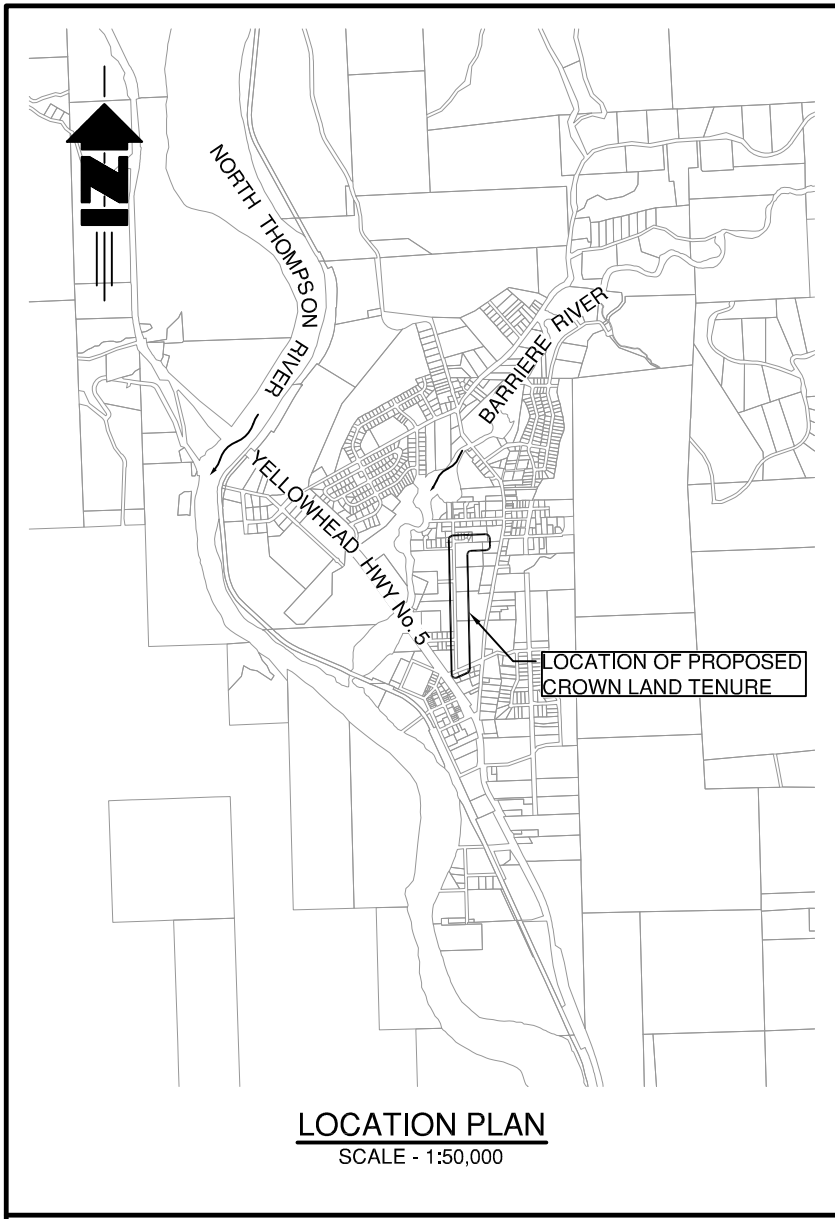 N
NORTH THOMPSON RIVER
BARRIERE RIVER
YELLOWHEAD HWY No. 5
LOCATION OF PROPOSED
CROWN LAND TENURE
LOCATION PLAN
SCALE - 1:50,000